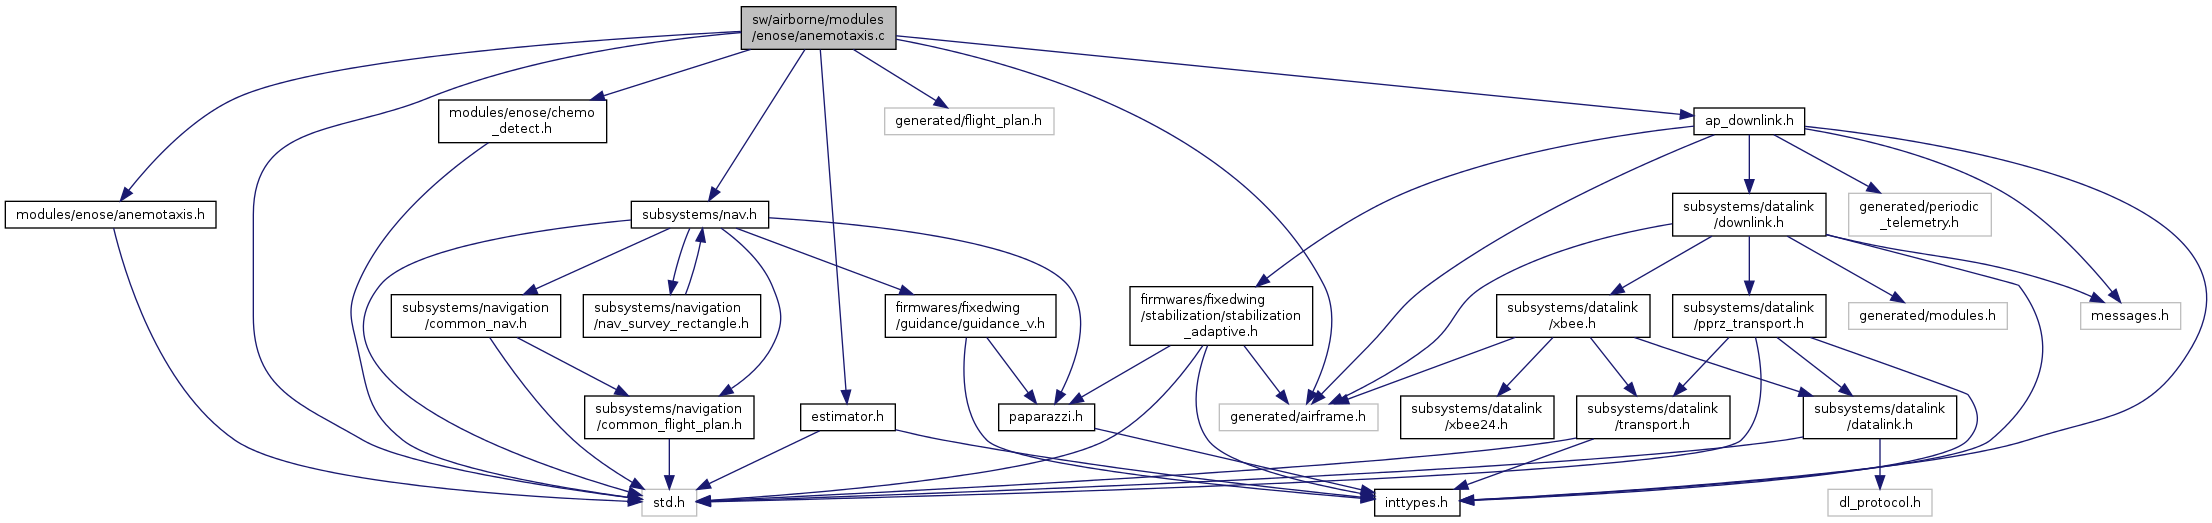 sw/airborne/modules
/enose/anemotaxis.c
modules/enose/chemo
_detect.h
generated/flight_plan.h
ap_downlink.h
modules/enose/anemotaxis.h
subsystems/nav.h
subsystems/datalink
/downlink.h
generated/periodic
_telemetry.h
subsystems/navigation
/common_nav.h
subsystems/navigation
/nav_survey_rectangle.h
firmwares/fixedwing
/guidance/guidance_v.h
firmwares/fixedwing
/stabilization/stabilization
_adaptive.h
subsystems/datalink
/xbee.h
subsystems/datalink
/pprz_transport.h
generated/modules.h
messages.h
subsystems/navigation
/common_flight_plan.h
estimator.h
paparazzi.h
generated/airframe.h
subsystems/datalink
/xbee24.h
subsystems/datalink
/transport.h
subsystems/datalink
/datalink.h
std.h
inttypes.h
dl_protocol.h